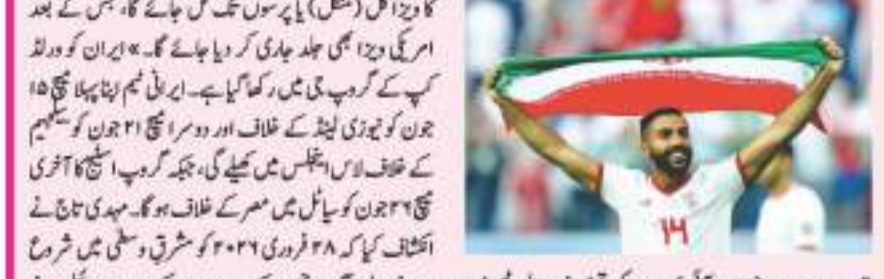 کا ویزا کل (منگل) یا پرسوں تک مل جائے گا، جس کے بعد
امریکی ویزا بھی جلد جاری کر دیا جائے گا۔» ایران کو ورلڈ
کپ کے گروپ جی میں رکھا گیا ہے۔ ایرانی ٹیم اپنا پہلا میچ ۱۵
جون کو نیوزی لینڈ کے خلاف اور دوسرا میچ ۲۱ جون کو بیلجیم
کے خلاف لاس اینجلس میں کھیلے گی، جبکہ گروپ اسٹیج کا آخری
میچ ۲۶ جون کو سیاٹل میں مصر کے خلاف ہوگا۔ مہدی تاج نے
انکشاف کیا کہ ۲۸ فروری ۲۰۲۶ کو مشرق وسطیٰ میں شروع
۱۴